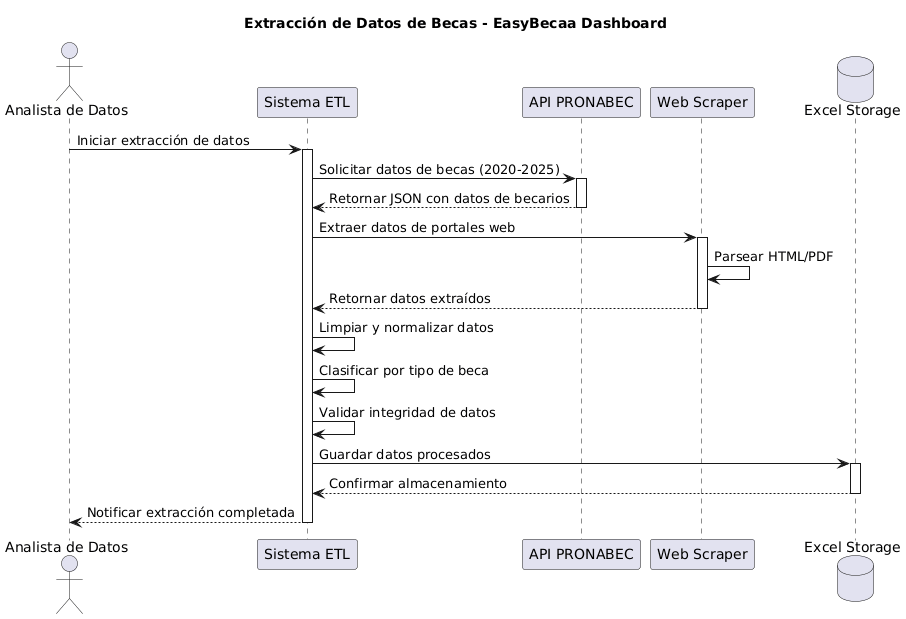 Extracción de Datos de Becas - EasyBecaa Dashboard
Analista de Datos
Sistema ETL
API PRONABEC
Web Scraper
Excel Storage
Iniciar extracción de datos
Solicitar datos de becas (2020-2025)
Retornar JSON con datos de becarios
Extraer datos de portales web
Parsear HTML/PDF
Retornar datos extraídos
Limpiar y normalizar datos
Clasificar por tipo de beca
Validar integridad de datos
Guardar datos procesados
Confirmar almacenamiento
Notificar extracción completada
Analista de Datos
Sistema ETL
API PRONABEC
Web Scraper
Excel Storage